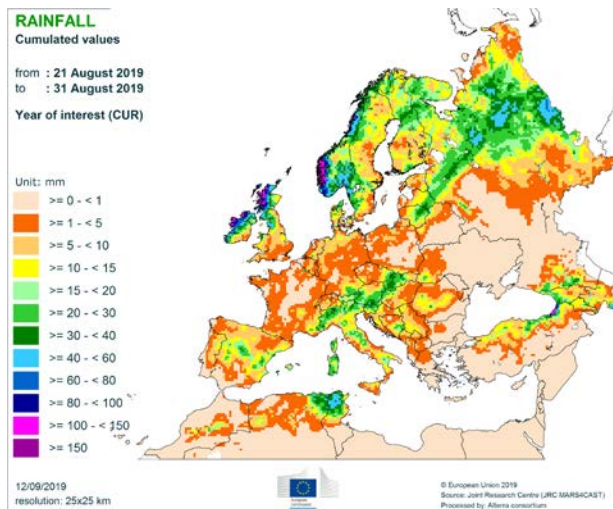 RAINFALL
Cumulated values
from : 21 August 2019
to : 31 August 2019
Year of interest (CUR)
Unit: mm
>= 0 - < 1
>= 1 - < 5
>= 5 - < 10
>= 10 - < 15
>= 15 - < 20
>= 20 - < 30
>= 30 - < 40
>= 40 - < 60
>= 60 - < 80
>= 80 - < 100
>= 100 - < 150
>= 150
12/09/2019
resolution: 25x25 km
© European Union 2019
Source: Joint Research Centre (JRC MARS4CAST)
Processed by: Alterra consortium